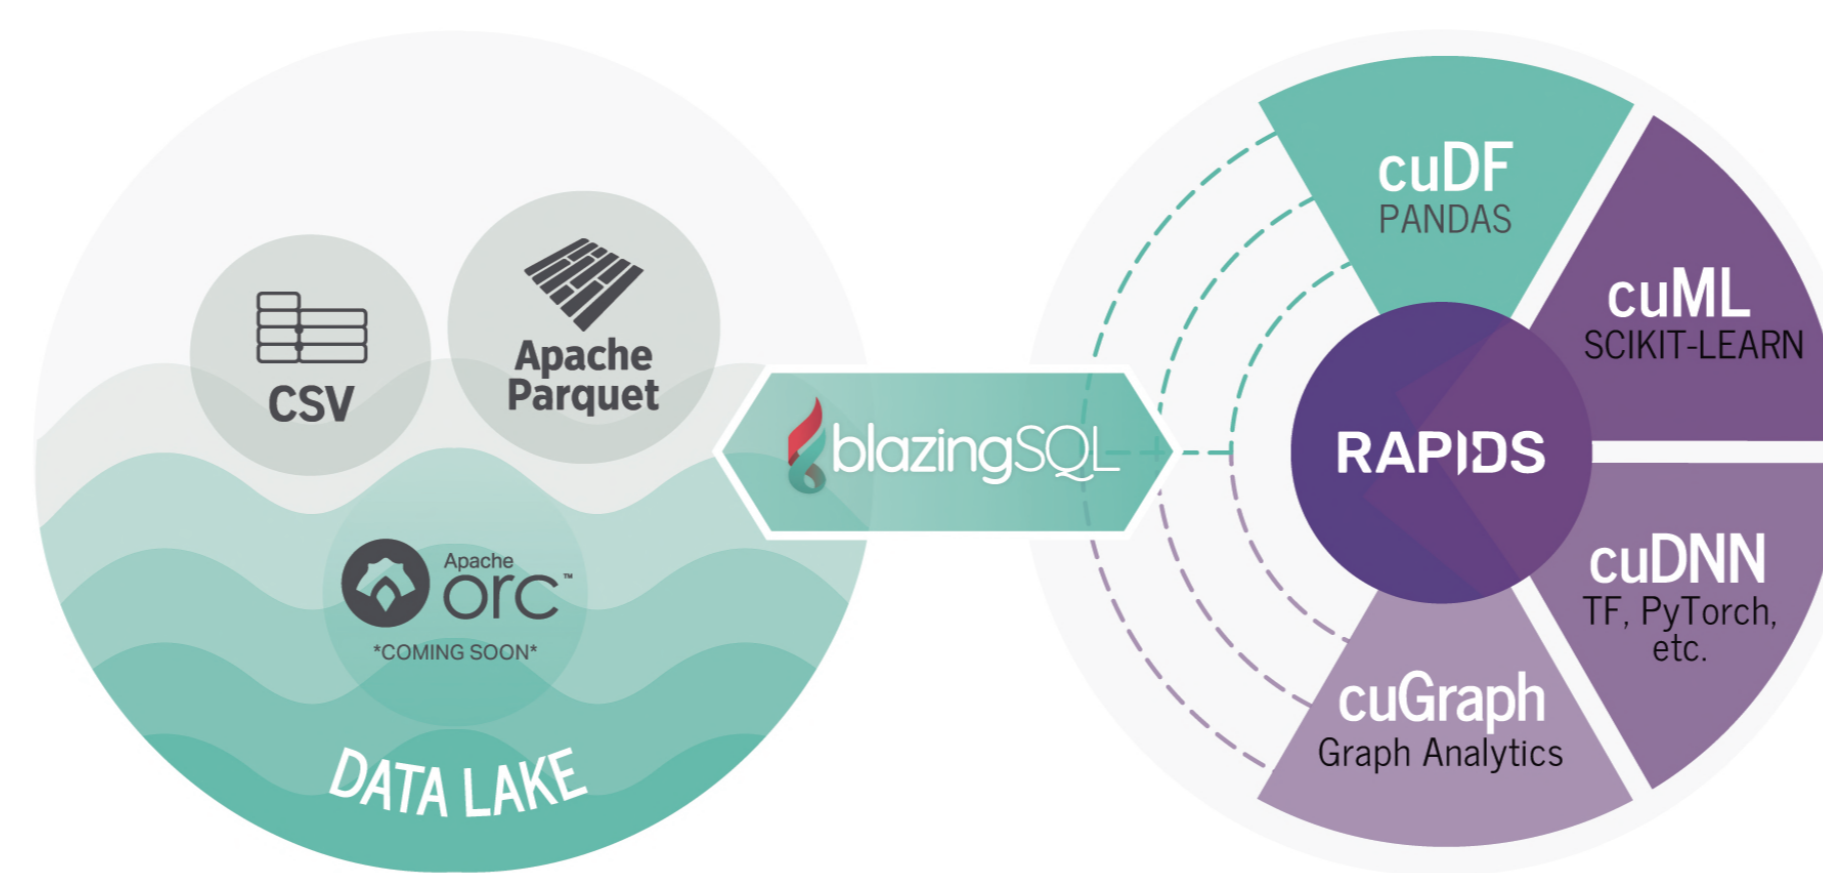 CSV
Apache
Parquet
Apache
orc™
*COMING SOON*
DATA LAKE
blazingSQL
cuDF
PANDAS
cuML
SCIKIT-LEARN
RAPIDS
cuDNN
TF, PyTorch,
etc.
cuGraph
Graph Analytics